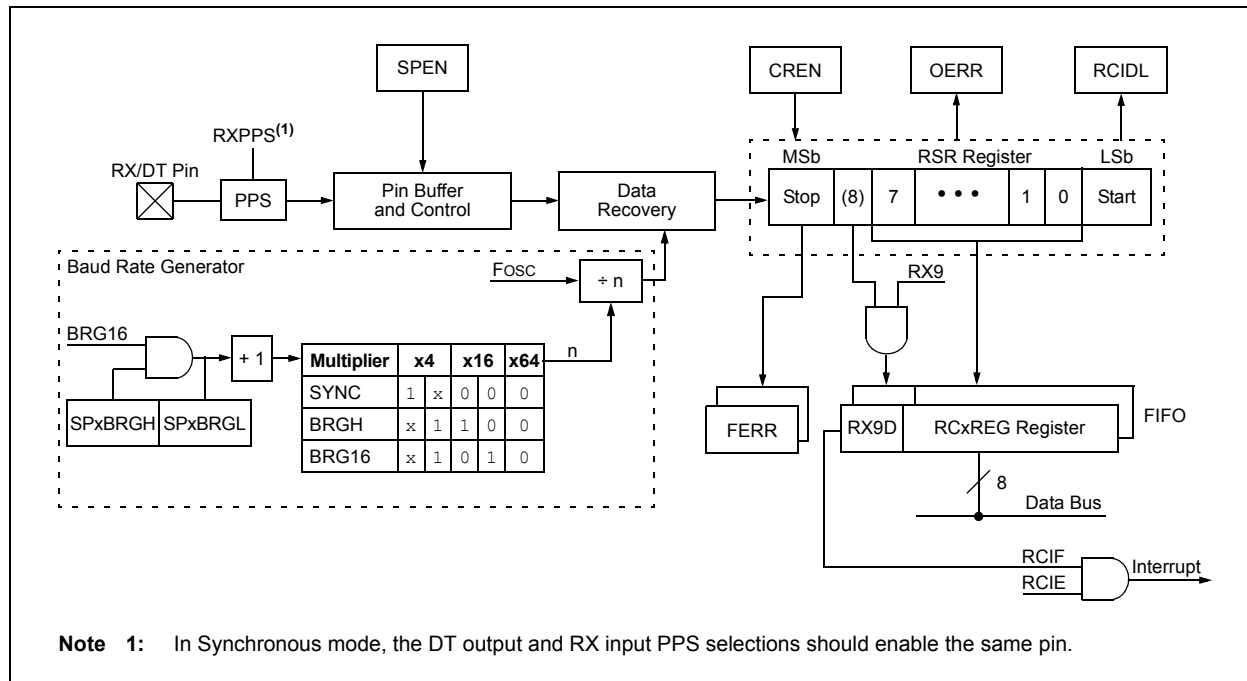 SPEN
CREN
OERR
RCIDL
RXPPS(1)
RX/DT Pin
PPS
Pin Buffer
and Control
Data
Recovery
MSb
RSR Register
LSb
Stop (8) 7 • • • 1 0 Start
Baud Rate Generator
FOSC
÷ n
RX9
BRG16
+ 1
n
SPxBRGH SPxBRGL
Multiplier x4 x16 x64
SYNC 1 x 0 0 0
BRGH x 1 1 0 0
BRG16 x 1 0 1 0
FERR
RX9D
RCxREG Register
FIFO
8
Data Bus
RCIF
RCIE
Interrupt
Note 1: In Synchronous mode, the DT output and RX input PPS selections should enable the same pin.